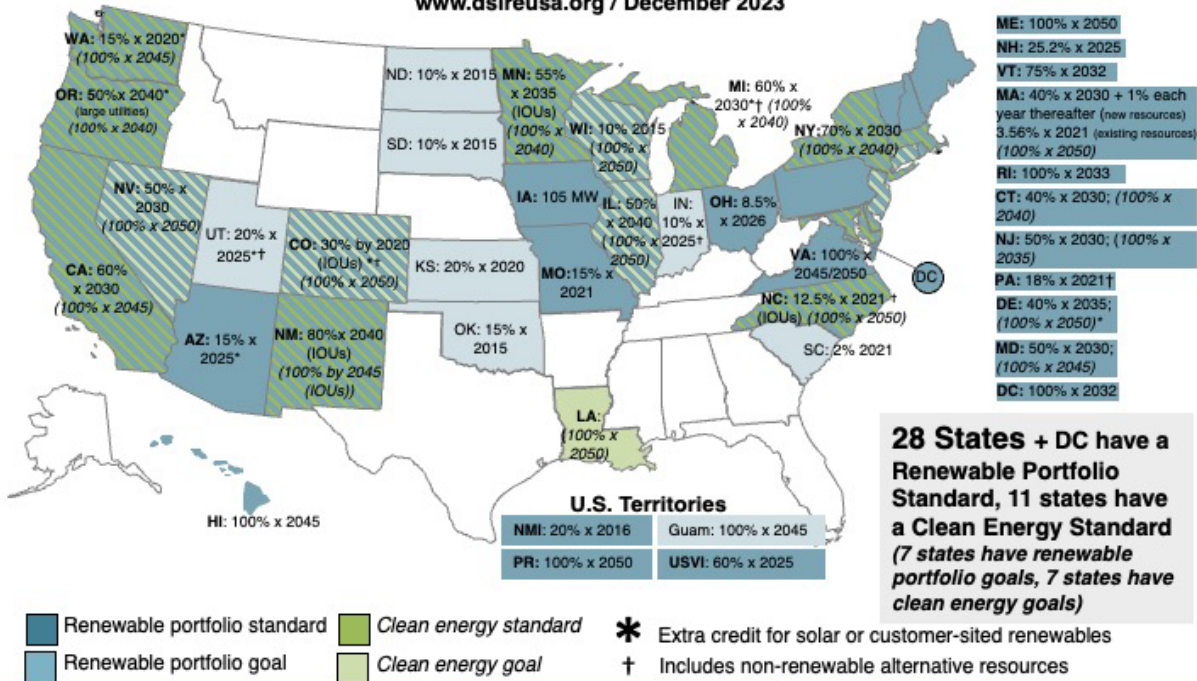 www.dsireusa.org / December 2023
WA: 15% x 2020*
(100% x 2045)
OR: 50%x 2040*
(large utilities)
(100% x 2040)
CA: 60%
x 2030
(100% x 2045)
NV: 50% x
2030
(100% x 2050)
UT: 20% x
2025*†
AZ: 15% x
2025*
CO: 30% by 2020
(IOUs) *†
(100% x 2050)
NM: 80%x 2040
(IOUs)
(100% by 2045
(IOUs))
ND: 10% x 2015
SD: 10% x 2015
KS: 20% x 2020
OK: 15% x
2015
MN: 55%
x 2035
(IOUs)
(100% x
2040)
IA: 105 MW
MO:15% x
2021
LA:
(100% x
2050)
WI: 10% 2015
(100% x
2050)
IL: 50%
x 2040
(100% x
2050)
MI: 60% x
2030*† (100%
x 2040)
IN:
10% x
2025†
OH: 8.5%
x 2026
NY:70% x 2030
(100% x 2040)
VA: 100% x
2045/2050
NC: 12.5% x 2021 †
(IOUs) (100% x 2050)
SC: 2% 2021
DC
HI: 100% x 2045
ME: 100% x 2050
NH: 25.2% x 2025
VT: 75% x 2032
MA: 40% x 2030 + 1% each
year thereafter (new resources)
3.56% x 2021 (existing resources)
(100% x 2050)
RI: 100% x 2033
CT: 40% x 2030; (100% x
2040)
NJ: 50% x 2030; (100% x
2035)
PA: 18% x 2021†
DE: 40% x 2035;
(100% x 2050)*
MD: 50% x 2030;
(100% x 2045)
DC: 100% x 2032
28 States + DC have a
Renewable Portfolio
Standard, 11 states have
a Clean Energy Standard
(7 states have renewable
portfolio goals, 7 states have
clean energy goals)
U.S. Territories
NMI: 20% x 2016
Guam: 100% x 2045
PR: 100% x 2050
USVI: 60% x 2025
Renewable portfolio standard
Clean energy standard
* Extra credit for solar or customer-sited renewables
Renewable portfolio goal
Clean energy goal
† Includes non-renewable alternative resources